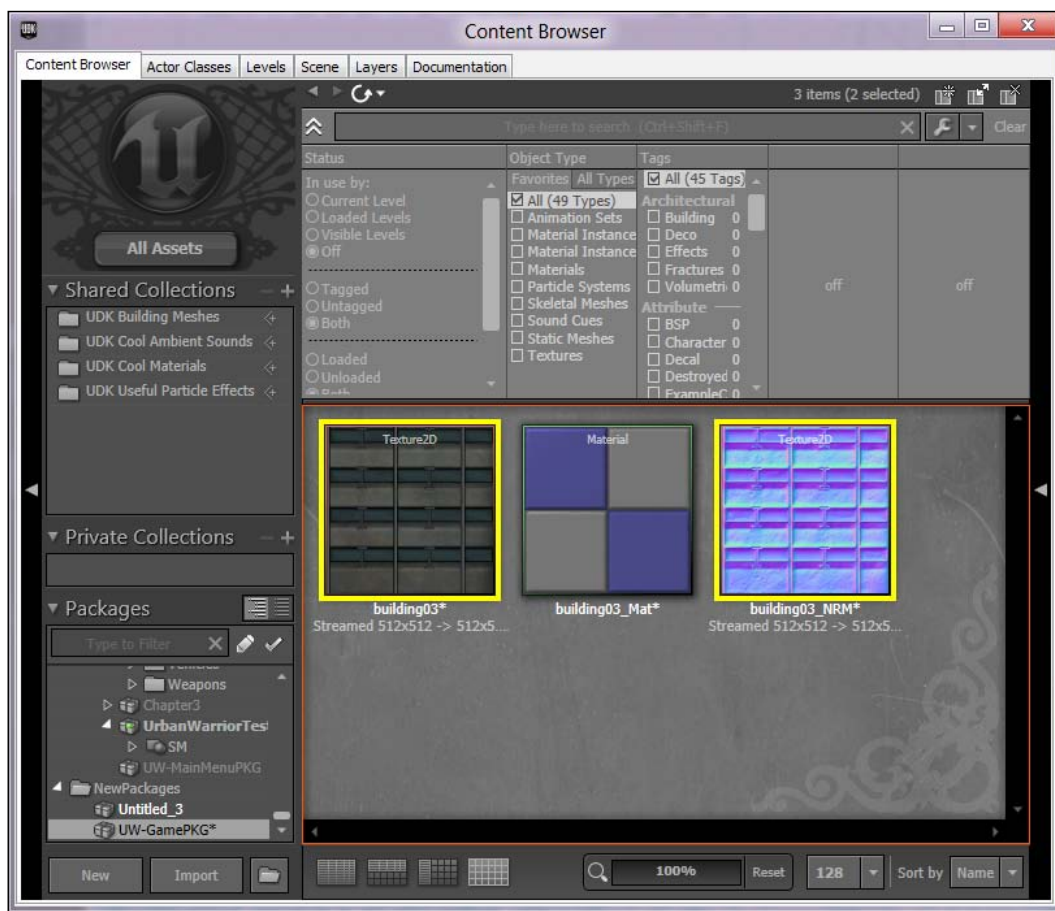 Content Browser
Content Browser Actor Classes Levels Scene Layers Documentation
3 items (2 selected)
Type here to search (Ctrl+Shift+F)
Clear
All Assets
Shared Collections
UDK Building Meshes
UDK Cool Ambient Sounds
UDK Cool Materials
UDK Useful Particle Effects
Private Collections
Packages
Type to Filter
Weapons
Chapter3
UrbanWarriorTes
SM
UW-MainMenuPKG
NewPackages
Untitled_3
UW-GamePKG*
New Import
Status
In use by:
Current Level
Loaded Levels
Visible Levels
Off
Tagged
Untagged
Both
Loaded
Unloaded
Both
Object Type
Favorites All Types
All (49 Types)
Animation Sets
Material Instance
Material Instance
Materials
Particle Systems
Skeletal Meshes
Sound Cues
Static Meshes
Textures
Tags
All (45 Tags)
Architectural
Building 0
Deco 0
Effects 0
Fractures 0
Volumetri 0
Attribute
BSP 0
Character 0
Decal 0
Destroyed 0
ExampleC 0
off
off
Texture2D
building03*
Streamed 512x512 -> 512x5...
Material
building03_Mat*
Texture2D
building03_NRM*
Streamed 512x512 -> 512x5...
100% Reset 128 Sort by Name